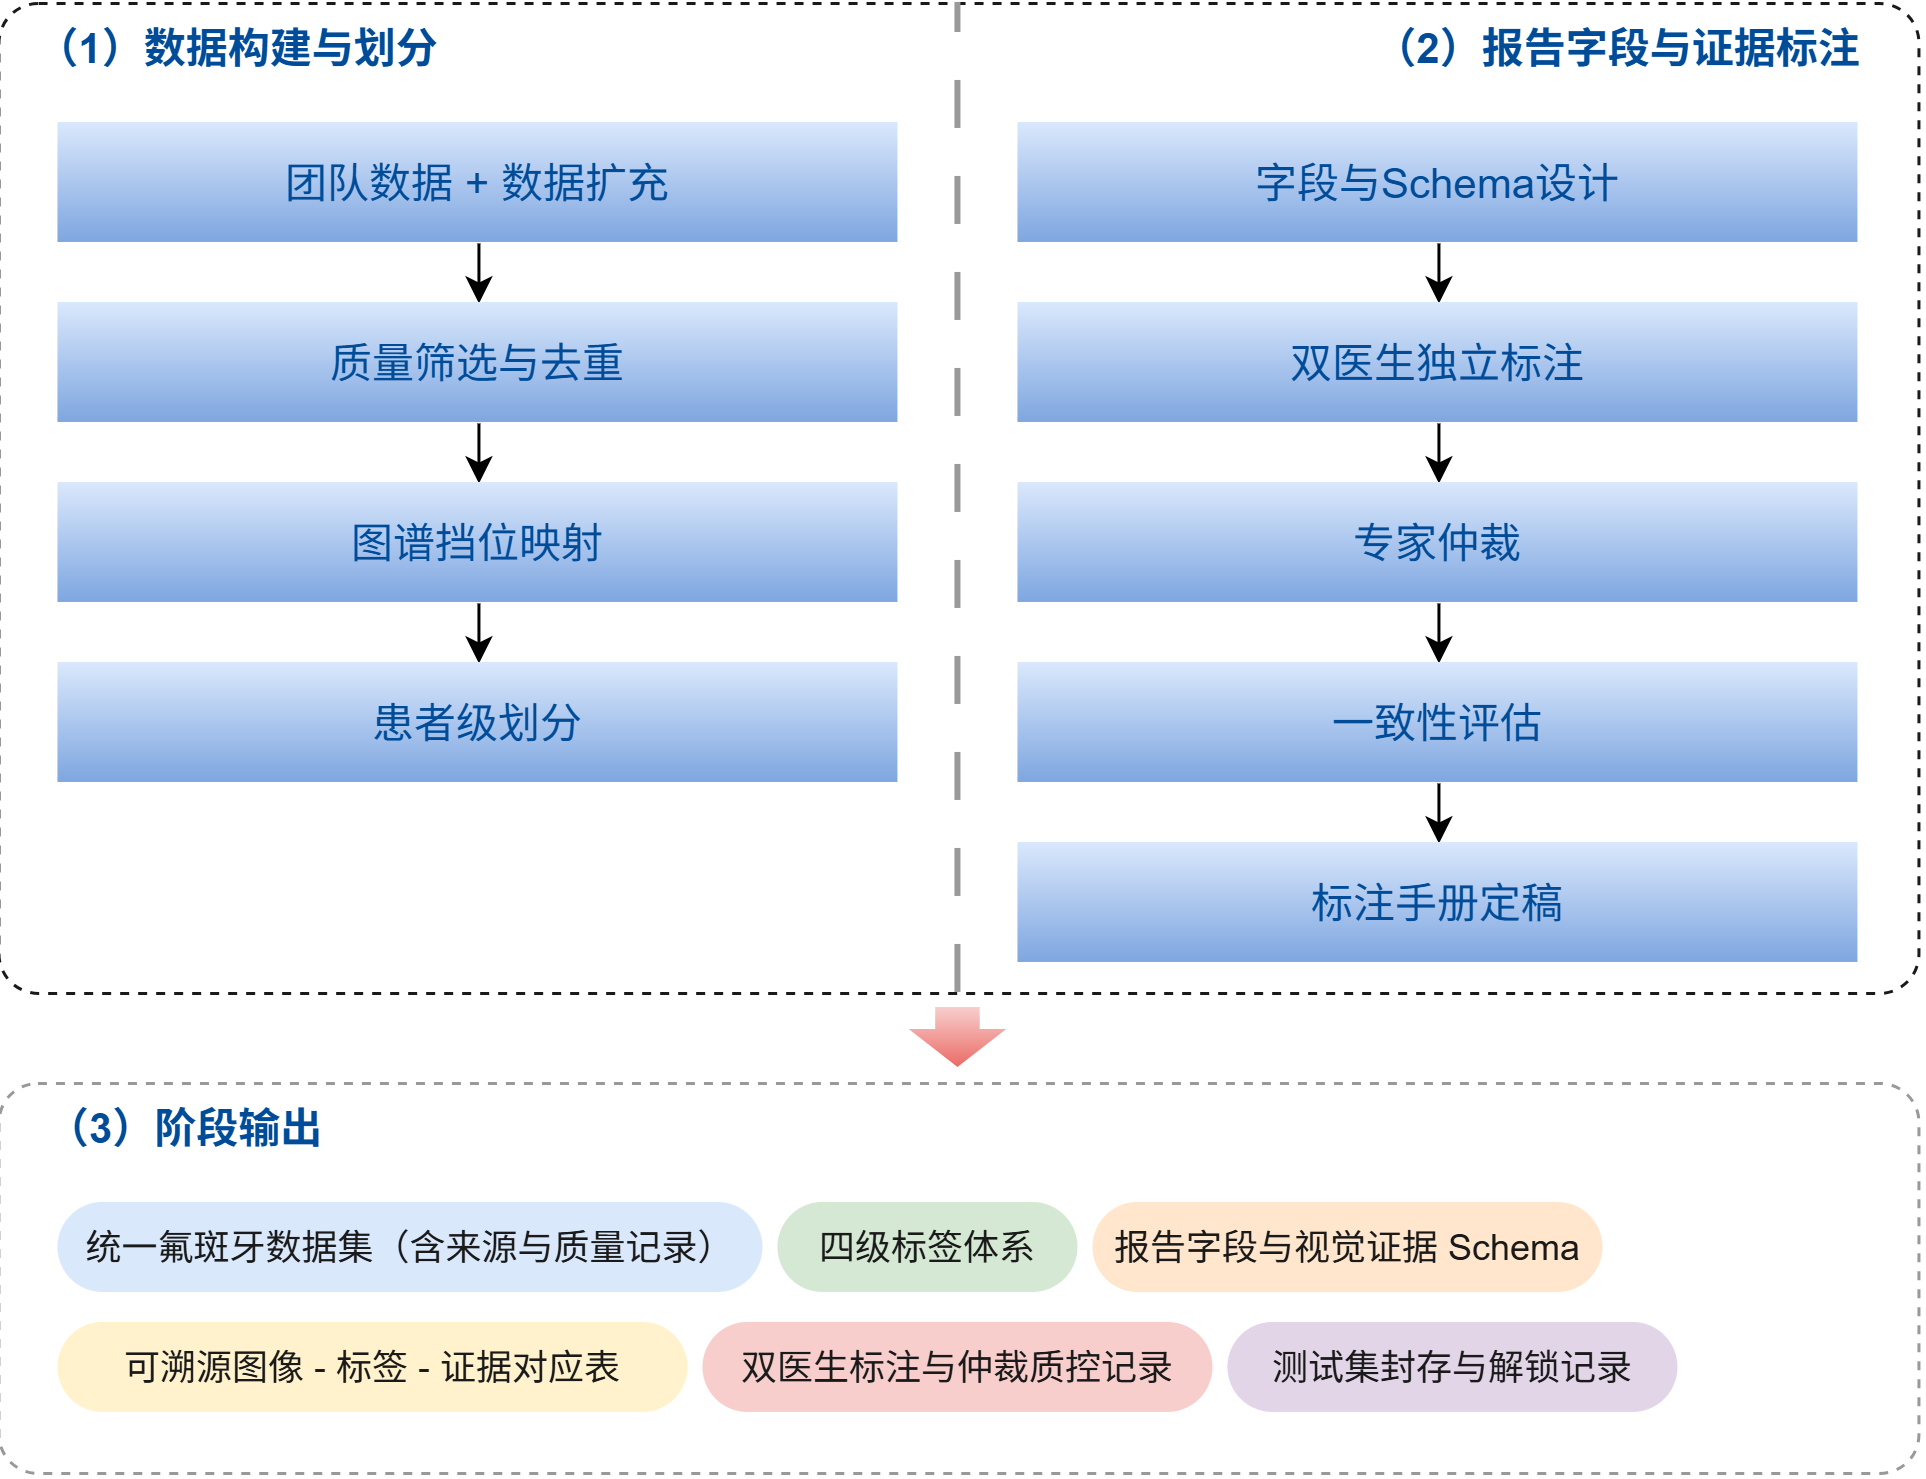 （1）数据构建与划分
团队数据 + 数据扩充
质量筛选与去重
图谱挡位映射
患者级划分
（2）报告字段与证据标注
字段与Schema设计
双医生独立标注
专家仲裁
一致性评估
标注手册定稿
（3）阶段输出
统一氟斑牙数据集（含来源与质量记录）
四级标签体系
报告字段与视觉证据 Schema
可溯源图像 - 标签 - 证据对应表
双医生标注与仲裁质控记录
测试集封存与解锁记录